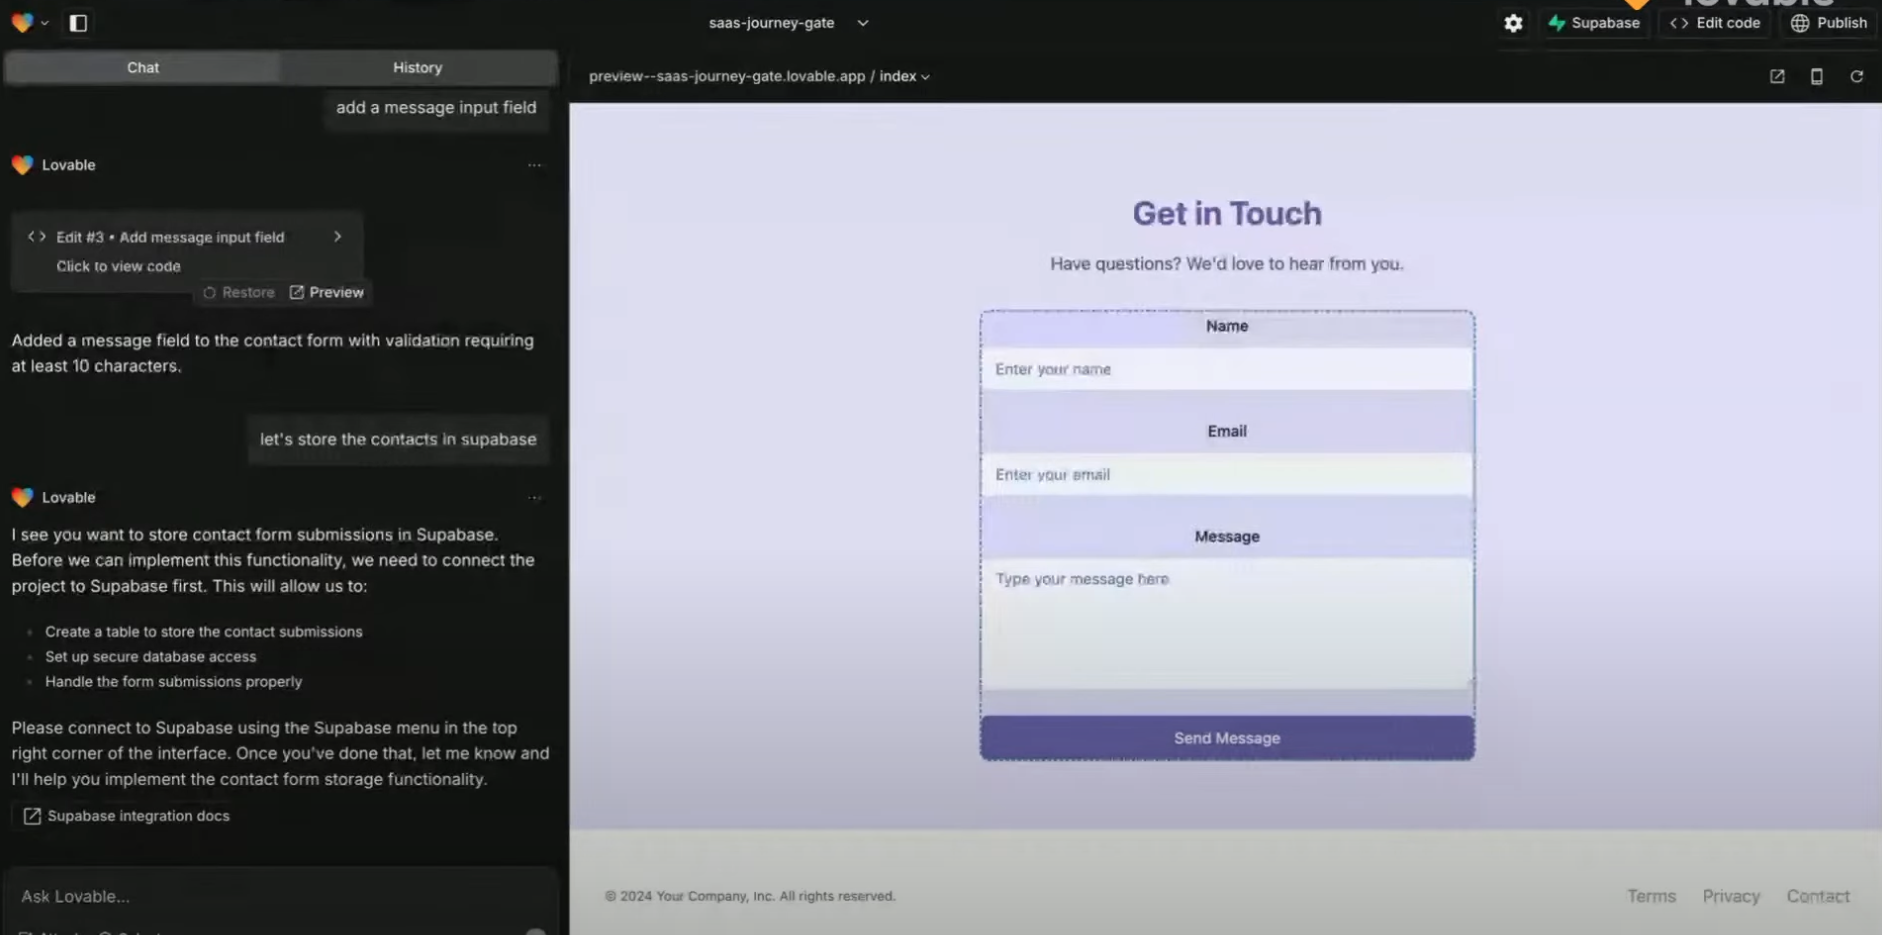 lovable
saas-journey-gate
Supabase
Edit code
Publish
Chat
History
preview--saas-journey-gate.lovable.app / index
add a message input field
Lovable
Edit #3 • Add message input field
Click to view code
Restore
Preview
Added a message field to the contact form with validation requiring
at least 10 characters.
let's store the contacts in supabase
Lovable
I see you want to store contact form submissions in Supabase.
Before we can implement this functionality, we need to connect the
project to Supabase first. This will allow us to:
Create a table to store the contact submissions
Set up secure database access
Handle the form submissions properly
Please connect to Supabase using the Supabase menu in the top
right corner of the interface. Once you've done that, let me know and
I'll help you implement the contact form storage functionality.
Supabase integration docs
Ask Lovable...
Get in Touch
Have questions? We'd love to hear from you.
Name
Enter your name
Email
Enter your email
Message
Type your message here
Send Message
© 2024 Your Company, Inc. All rights reserved.
Terms
Privacy
Contact